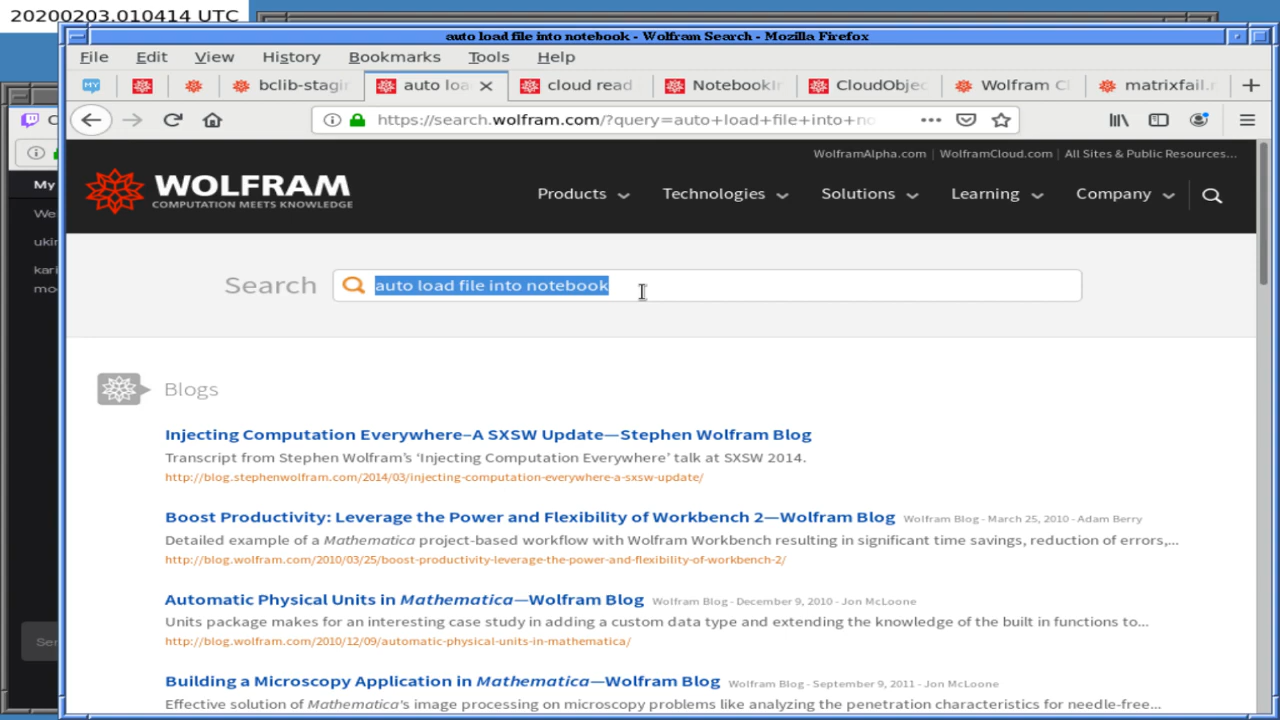 20200203.010414 UTC
auto load file into notebook - Wolfram Search - Mozilla Firefox
File Edit View History Bookmarks Tools Help
bclib-stagin auto loa cloud read NotebookIn CloudObjec Wolfram Cl matrixfail.n
https://search.wolfram.com/?query=auto+load+file+into+no
WolframAlpha.com | WolframCloud.com | All Sites & Public Resources...
WOLFRAM
COMPUTATION MEETS KNOWLEDGE
Products Technologies Solutions Learning Company
My
We
uki
kari
mo
Search auto load file into notebook
Blogs
Injecting Computation Everywhere–A SXSW Update—Stephen Wolfram Blog
Transcript from Stephen Wolfram’s ‘Injecting Computation Everywhere’ talk at SXSW 2014.
http://blog.stephenwolfram.com/2014/03/injecting-computation-everywhere-a-sxsw-update/
Boost Productivity: Leverage the Power and Flexibility of Workbench 2—Wolfram Blog Wolfram Blog - March 25, 2010 - Adam Berry
Detailed example of a Mathematica project-based workflow with Wolfram Workbench resulting in significant time savings, reduction of errors,...
http://blog.wolfram.com/2010/03/25/boost-productivity-leverage-the-power-and-flexibility-of-workbench-2/
Automatic Physical Units in Mathematica—Wolfram Blog Wolfram Blog - December 9, 2010 - Jon McLoone
Units package makes for an interesting case study in adding a custom data type and extending the knowledge of the built in functions to...
http://blog.wolfram.com/2010/12/09/automatic-physical-units-in-mathematica/
Sen
Building a Microscopy Application in Mathematica—Wolfram Blog Wolfram Blog - September 9, 2011 - Jon McLoone
Effective solution of Mathematica's image processing on microscopy problems like analyzing the penetration characteristics for needle-free...